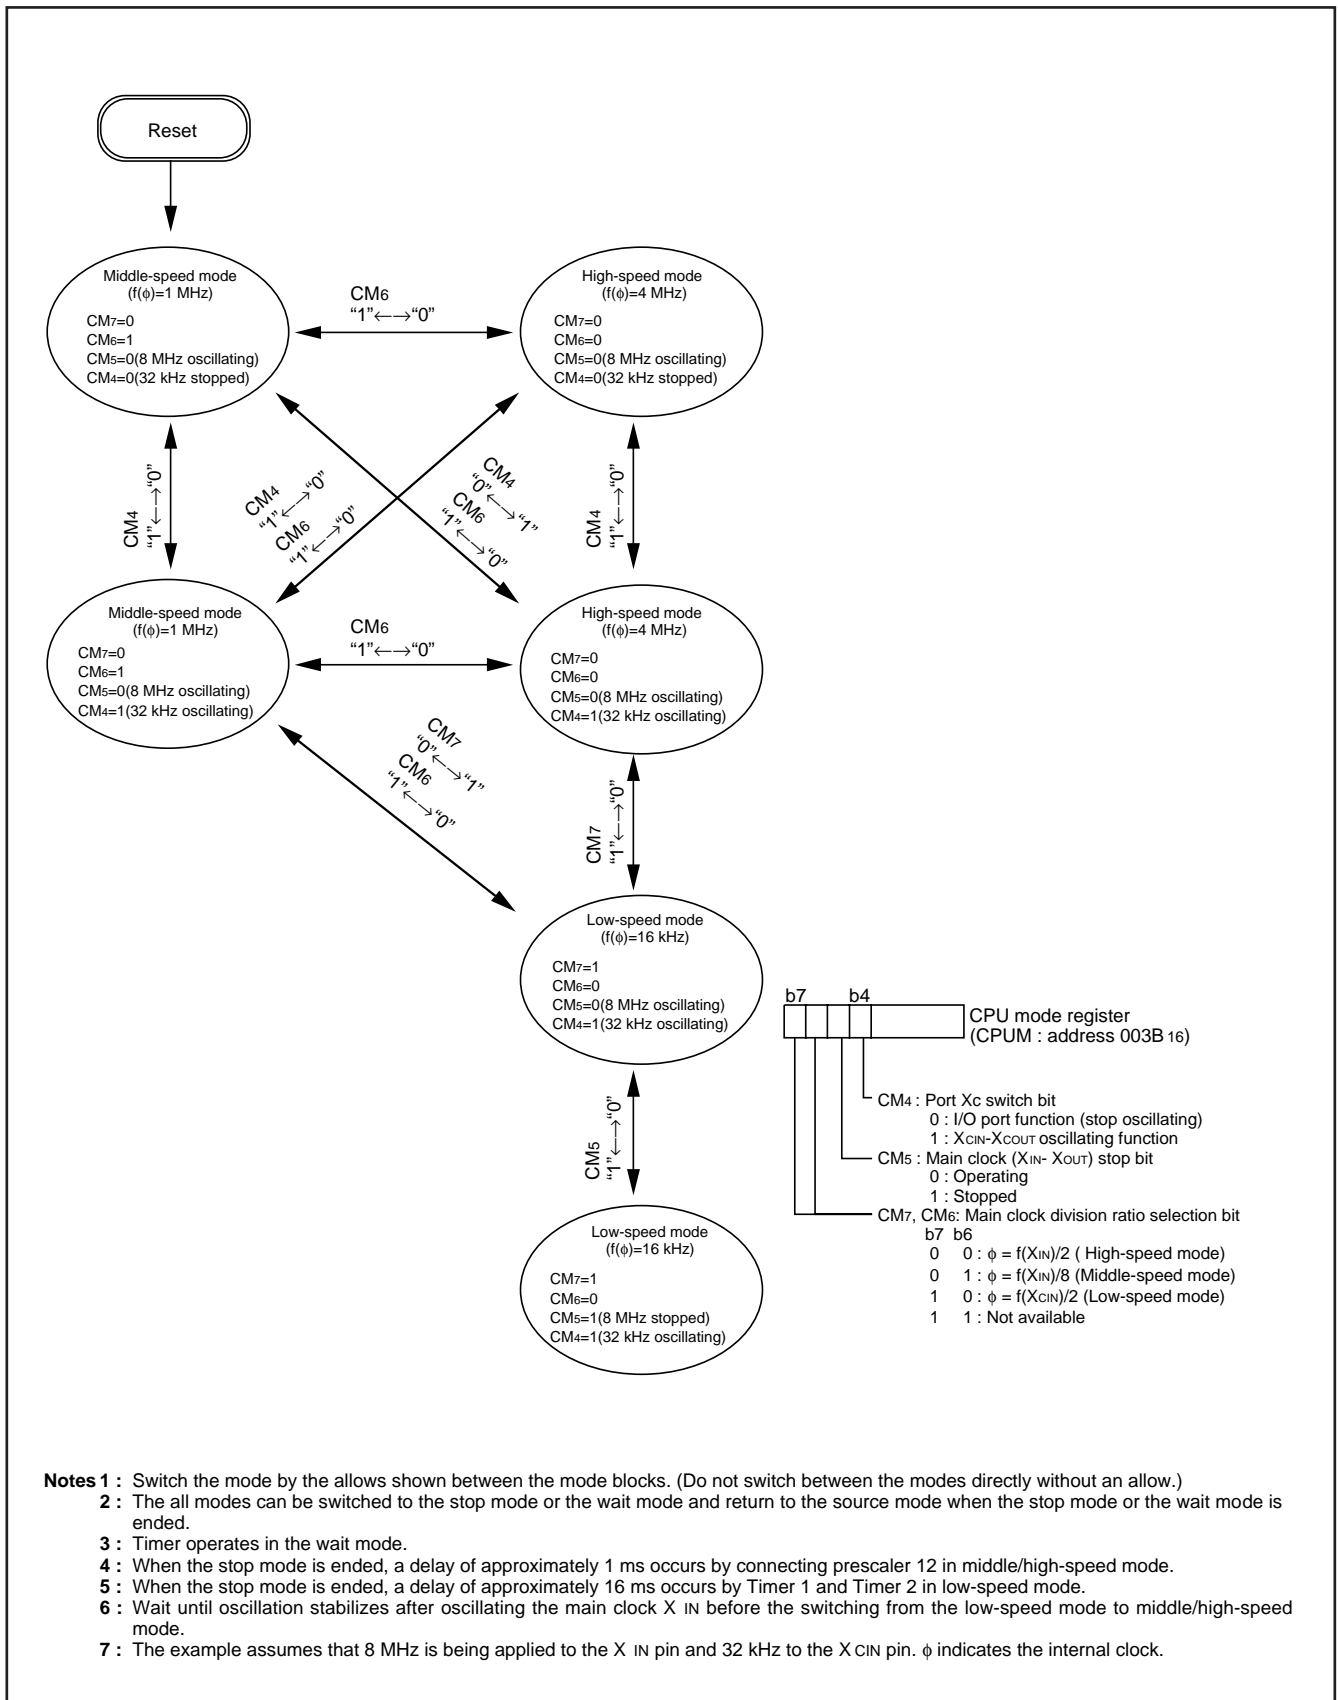 Reset
Middle-speed mode
(f(ϕ)=1 MHz)
CM7=0
CM6=1
CM5=0(8 MHz oscillating)
CM4=0(32 kHz stopped)
CM6
“1”←→“0”
High-speed mode
(f(ϕ)=4 MHz)
CM7=0
CM6=0
CM5=0(8 MHz oscillating)
CM4=0(32 kHz stopped)
CM4
“1”←→“0”
CM4
“1”←→“0”
CM6
“1”←→“0”
CM4
“0”←→“1”
CM6
“1”←→“0”
CM4
“1”←→“0”
Middle-speed mode
(f(ϕ)=1 MHz)
CM7=0
CM6=1
CM5=0(8 MHz oscillating)
CM4=1(32 kHz oscillating)
CM6
“1”←→“0”
High-speed mode
(f(ϕ)=4 MHz)
CM7=0
CM6=0
CM5=0(8 MHz oscillating)
CM4=1(32 kHz oscillating)
CM7
“0”←→“1”
CM6
“1”←→“0”
CM7
“1”←→“0”
Low-speed mode
(f(ϕ)=16 kHz)
CM7=1
CM6=0
CM5=0(8 MHz oscillating)
CM4=1(32 kHz oscillating)
CM5
“1”←→“0”
Low-speed mode
(f(ϕ)=16 kHz)
CM7=1
CM6=0
CM5=1(8 MHz stopped)
CM4=1(32 kHz oscillating)
b7 b4
CPU mode register
(CPUM : address 003B 16)
CM4 : Port Xc switch bit
0 : I/O port function (stop oscillating)
1 : XCIN-XCOUT oscillating function
CM5 : Main clock (XIN- XOUT) stop bit
0 : Operating
1 : Stopped
CM7, CM6: Main clock division ratio selection bit
b7 b6
0 0 : ϕ = f(XIN)/2 ( High-speed mode)
0 1 : ϕ = f(XIN)/8 (Middle-speed mode)
1 0 : ϕ = f(XCIN)/2 (Low-speed mode)
1 1 : Not available
Notes 1 : Switch the mode by the allows shown between the mode blocks. (Do not switch between the modes directly without an allow.)
2 : The all modes can be switched to the stop mode or the wait mode and return to the source mode when the stop mode or the wait mode is
ended.
3 : Timer operates in the wait mode.
4 : When the stop mode is ended, a delay of approximately 1 ms occurs by connecting prescaler 12 in middle/high-speed mode.
5 : When the stop mode is ended, a delay of approximately 16 ms occurs by Timer 1 and Timer 2 in low-speed mode.
6 : Wait until oscillation stabilizes after oscillating the main clock X IN before the switching from the low-speed mode to middle/high-speed
mode.
7 : The example assumes that 8 MHz is being applied to the X IN pin and 32 kHz to the X CIN pin. ϕ indicates the internal clock.